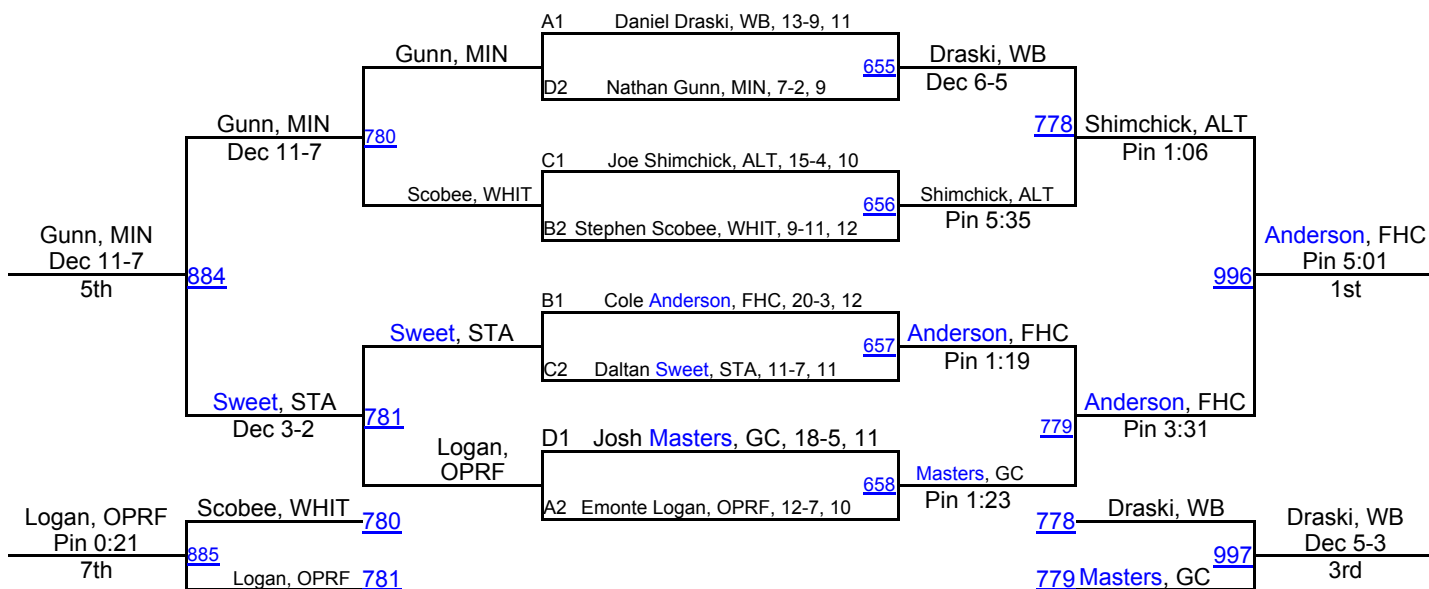 A1 Daniel Draski, WB, 13-9, 11
Gunn, MIN
655
Draski, WB
Dec 6-5
D2 Nathan Gunn, MIN, 7-2, 9
Gunn, MIN
Dec 11-7
780
778
Shimchick, ALT
Pin 1:06
C1 Joe Shimchick, ALT, 15-4, 10
Scobee, WHIT
656
Shimchick, ALT
Pin 5:35
B2 Stephen Scobee, WHIT, 9-11, 12
Gunn, MIN
Dec 11-7
5th
884
996
Anderson, FHC
Pin 5:01
1st
B1 Cole Anderson, FHC, 20-3, 12
Sweet, STA
657
Anderson, FHC
Pin 1:19
C2 Daltan Sweet, STA, 11-7, 11
Sweet, STA
Dec 3-2
781
779
Anderson, FHC
Pin 3:31
D1 Josh Masters, GC, 18-5, 11
Logan,
OPRF
658
Masters, GC
Pin 1:23
A2 Emonte Logan, OPRF, 12-7, 10
Logan, OPRF
Pin 0:21
7th
Scobee, WHIT 780
885
Logan, OPRF 781
778 Draski, WB
997
779 Masters, GC
Draski, WB
Dec 5-3
3rd